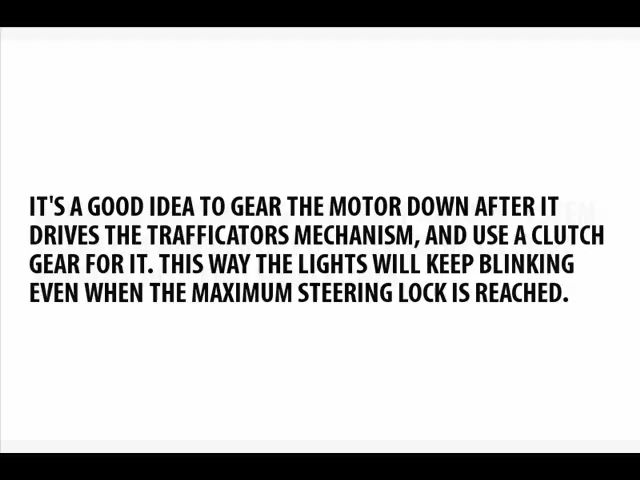 IT'S A GOOD IDEA TO GEAR THE MOTOR DOWN AFTER IT
DRIVES THE TRAFFICATORS MECHANISM, AND USE A CLUTCH
GEAR FOR IT. THIS WAY THE LIGHTS WILL KEEP BLINKING
EVEN WHEN THE MAXIMUM STEERING LOCK IS REACHED.